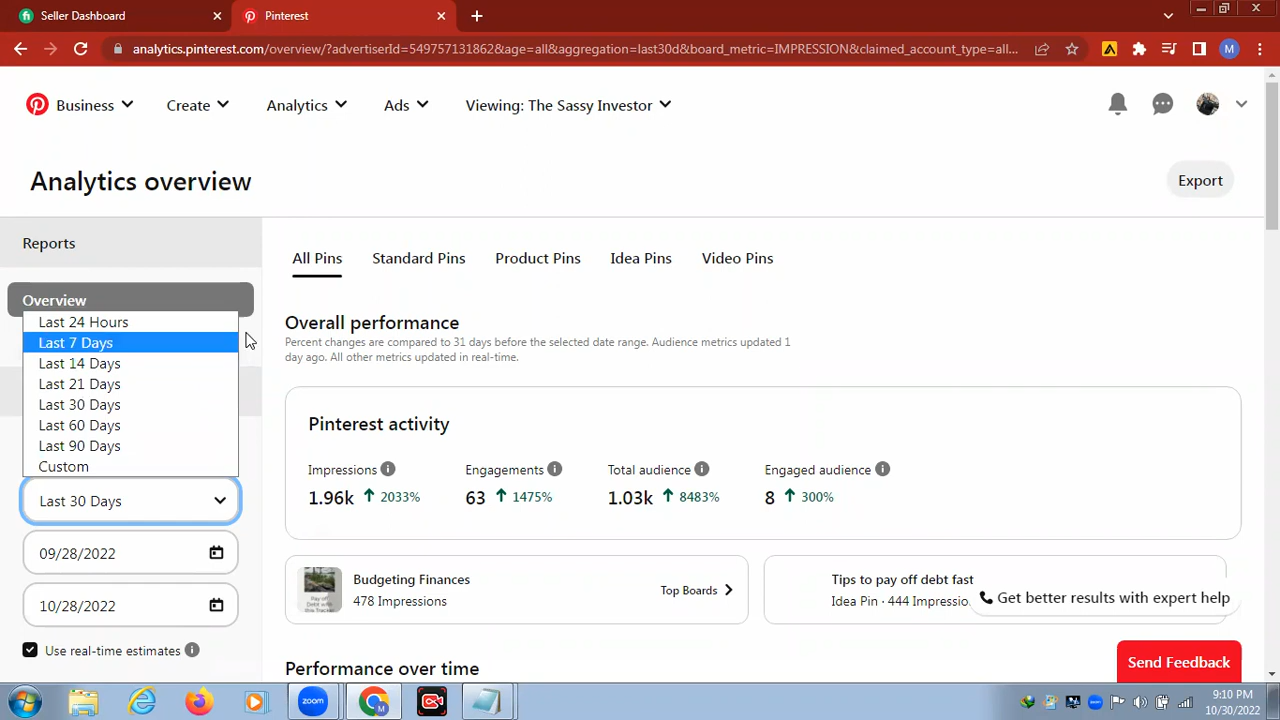 Seller Dashboard
Pinterest
analytics.pinterest.com/overview/?advertiserId=549757131862&age=all&aggregation=last30d&board_metric=IMPRESSION&claimed_account_type=all...
M
Business
Create
Analytics
Ads
Viewing: The Sassy Investor
Analytics overview
Export
Reports
Overview
Last 24 Hours
Last 7 Days
Last 14 Days
Last 21 Days
Last 30 Days
Last 60 Days
Last 90 Days
Custom
Last 30 Days
09/28/2022
10/28/2022
Use real-time estimates
All Pins
Standard Pins
Product Pins
Idea Pins
Video Pins
Overall performance
Percent changes are compared to 31 days before the selected date range. Audience metrics updated 1
day ago. All other metrics updated in real-time.
Pinterest activity
Impressions
1.96k 2033%
Engagements
63 1475%
Total audience
1.03k 8483%
Engaged audience
8 300%
Budgeting Finances
478 Impressions
Top Boards
Tips to pay off debt fast
Idea Pin · 444 Impressio
Get better results with expert help
Performance over time
Send Feedback
zoom
9:10 PM
10/30/2022